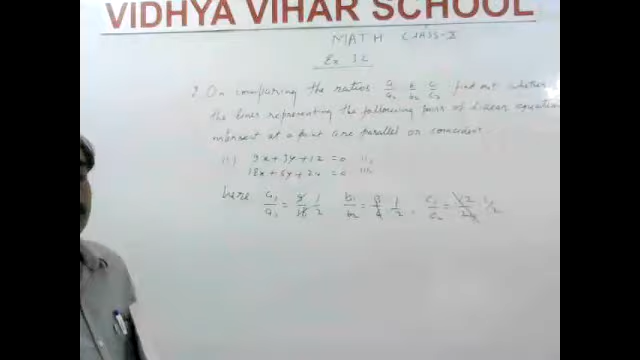 VIDHYA VIHAR SCHOOL
MATH CLASS-X
Ex 3.2
2. On comparing the ratios a1/a2 b1/b2 c1/c2 find out whether
the lines representing the following pairs of linear equation
intersect at a point are parallel or coincident.
(ii) 9x+3y+12 = 0
18x+6y+24 = 0
here a1/a2 = 9/18 1/2 b1/b2 = 3/6 1/2 , c1/c2 = 12/24 1/2